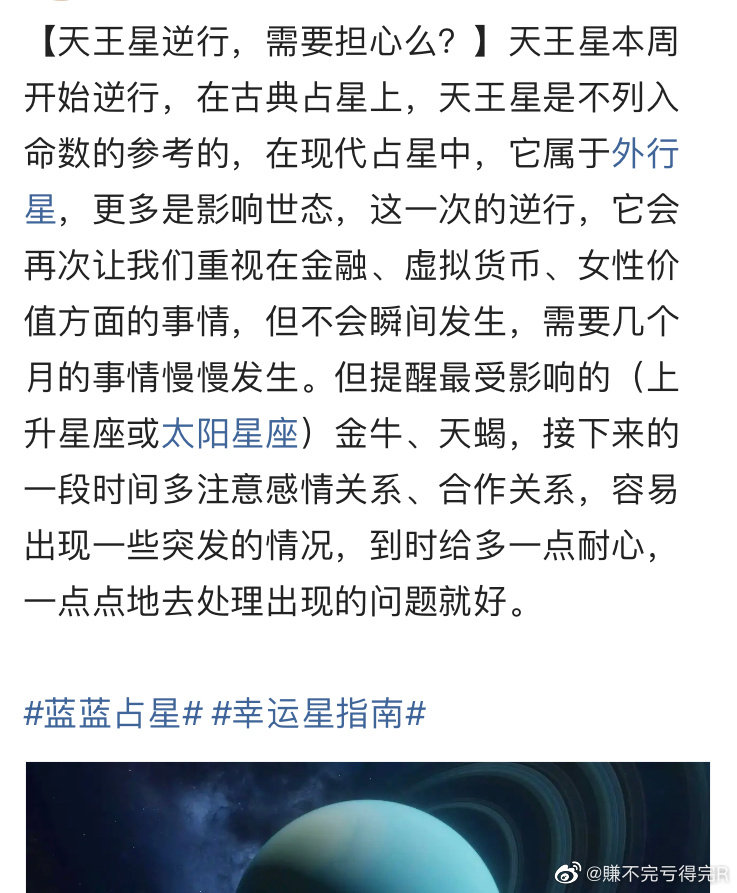 【天王星逆行，需要担心么？】天王星本周
开始逆行，在古典占星上，天王星是不列入
命数的参考的，在现代占星中，它属于外行
星，更多是影响世态，这一次的逆行，它会
再次让我们重视在金融、虚拟货币、女性价
值方面的事情，但不会瞬间发生，需要几个
月的事情慢慢发生。但提醒最受影响的（上
升星座或太阳星座）金牛、天蝎，接下来的
一段时间多注意感情关系、合作关系，容易
出现一些突发的情况，到时给多一点耐心，
一点点地去处理出现的问题就好。
#蓝蓝占星# #幸运星指南#
@赚不完亏得完R